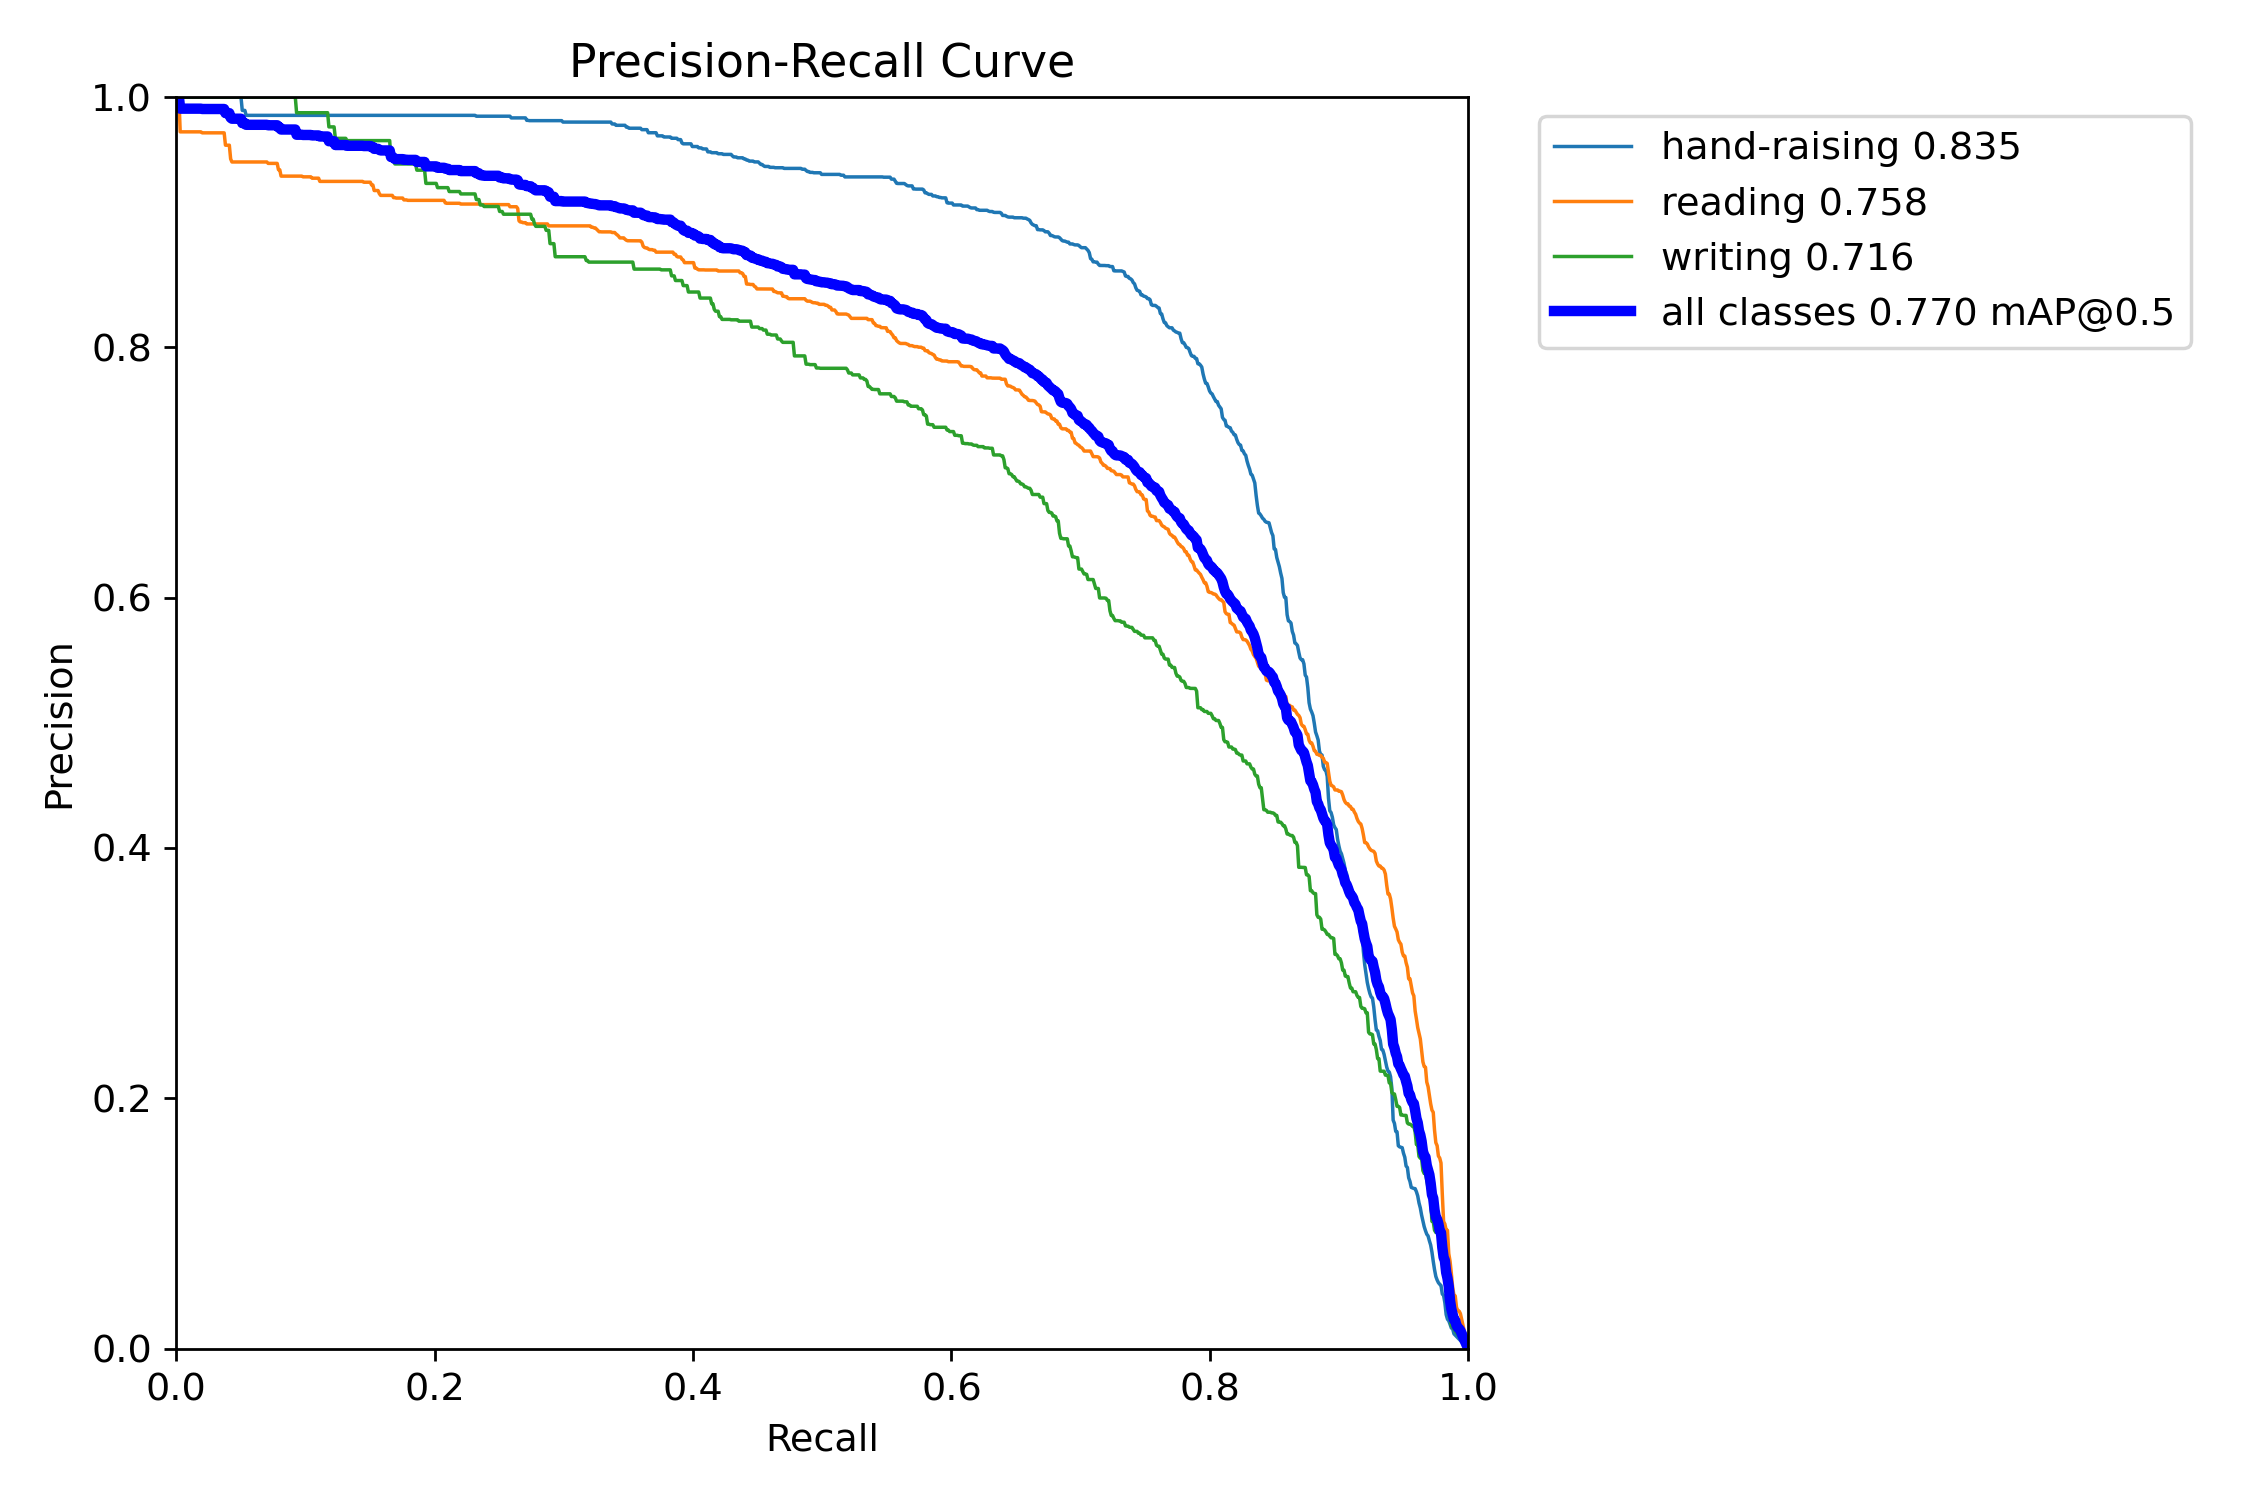 Precision-Recall Curve
1.0
0.8
0.6
0.4
0.2
0.0
Precision
0.0 0.2 0.4 0.6 0.8 1.0
Recall
hand-raising 0.835
reading 0.758
writing 0.716
all classes 0.770 mAP@0.5